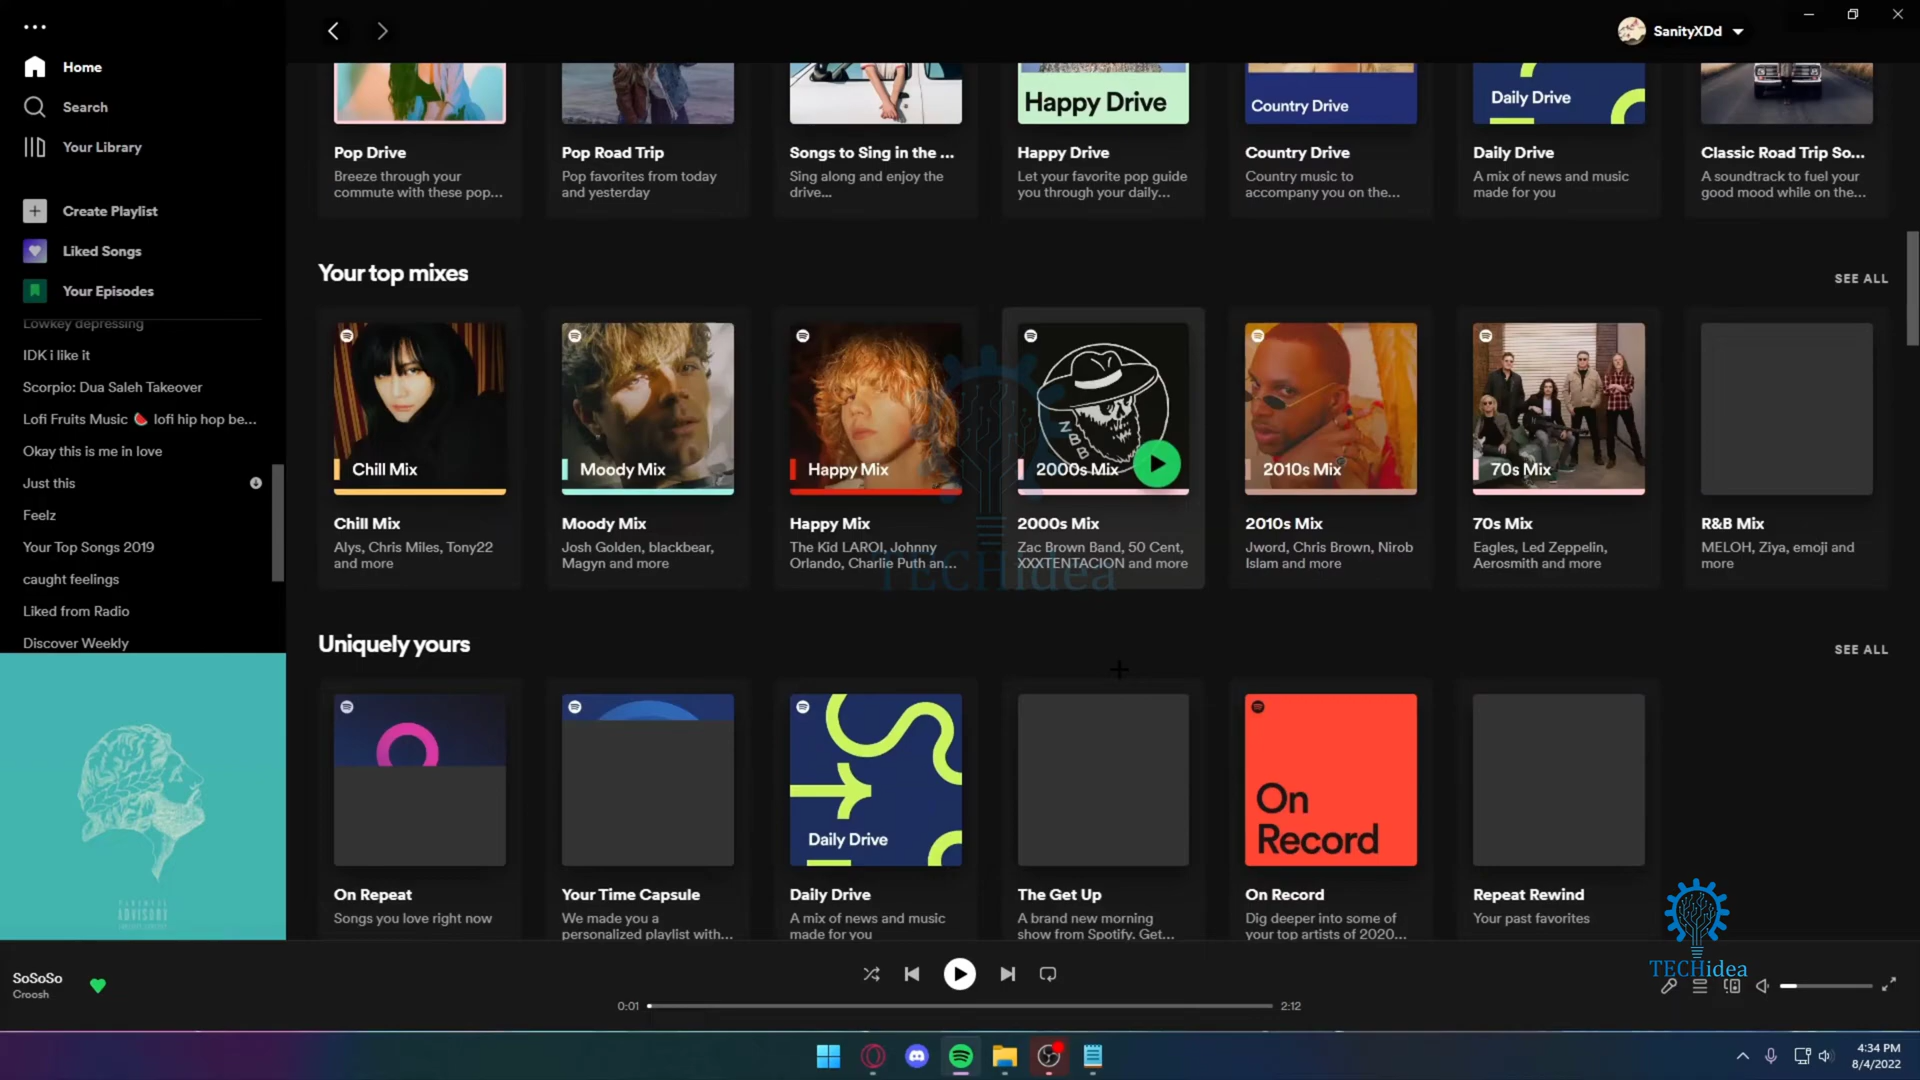 SanityXDd
Home
Search
Your Library
Create Playlist
Liked Songs
Your Episodes
Lowkey depressing
IDK i like it
Scorpio: Dua Saleh Takeover
Lofi Fruits Music 🍉 lofi hip hop be...
Okay this is me in love
Just this
Feelz
Your Top Songs 2019
caught feelings
Liked from Radio
Discover Weekly
Happy Drive
Country Drive
Daily Drive
Pop Drive
Breeze through your
commute with these pop...
Pop Road Trip
Pop favorites from today
and yesterday
Songs to Sing in the ...
Sing along and enjoy the
drive...
Happy Drive
Let your favorite pop guide
you through your daily...
Country Drive
Country music to
accompany you on the...
Daily Drive
A mix of news and music
made for you
Classic Road Trip So...
A soundtrack to fuel your
good mood while on the...
Your top mixes
SEE ALL
Chill Mix
Moody Mix
Happy Mix
ZBB
2000s Mix
2010s Mix
70s Mix
Chill Mix
Alys, Chris Miles, Tony22
and more
Moody Mix
Josh Golden, blackbear,
Magyn and more
Happy Mix
The Kid LAROI, Johnny
Orlando, Charlie Puth an...
2000s Mix
Zac Brown Band, 50 Cent,
XXXTENTACION and more
2010s Mix
Jword, Chris Brown, Nirob
Islam and more
70s Mix
Eagles, Led Zeppelin,
Aerosmith and more
R&B Mix
MELOH, Ziya, emoji and
more
TECHidea
Uniquely yours
SEE ALL
Daily Drive
On
Record
On Repeat
Songs you love right now
Your Time Capsule
We made you a
personalized playlist with...
Daily Drive
A mix of news and music
made for you
The Get Up
A brand new morning
show from Spotify. Get...
On Record
Dig deeper into some of
your top artists of 2020...
Repeat Rewind
Your past favorites
ADVISORY
TECHidea
SoSoSo
Croosh
0:01
2:12
4:34 PM
8/4/2022